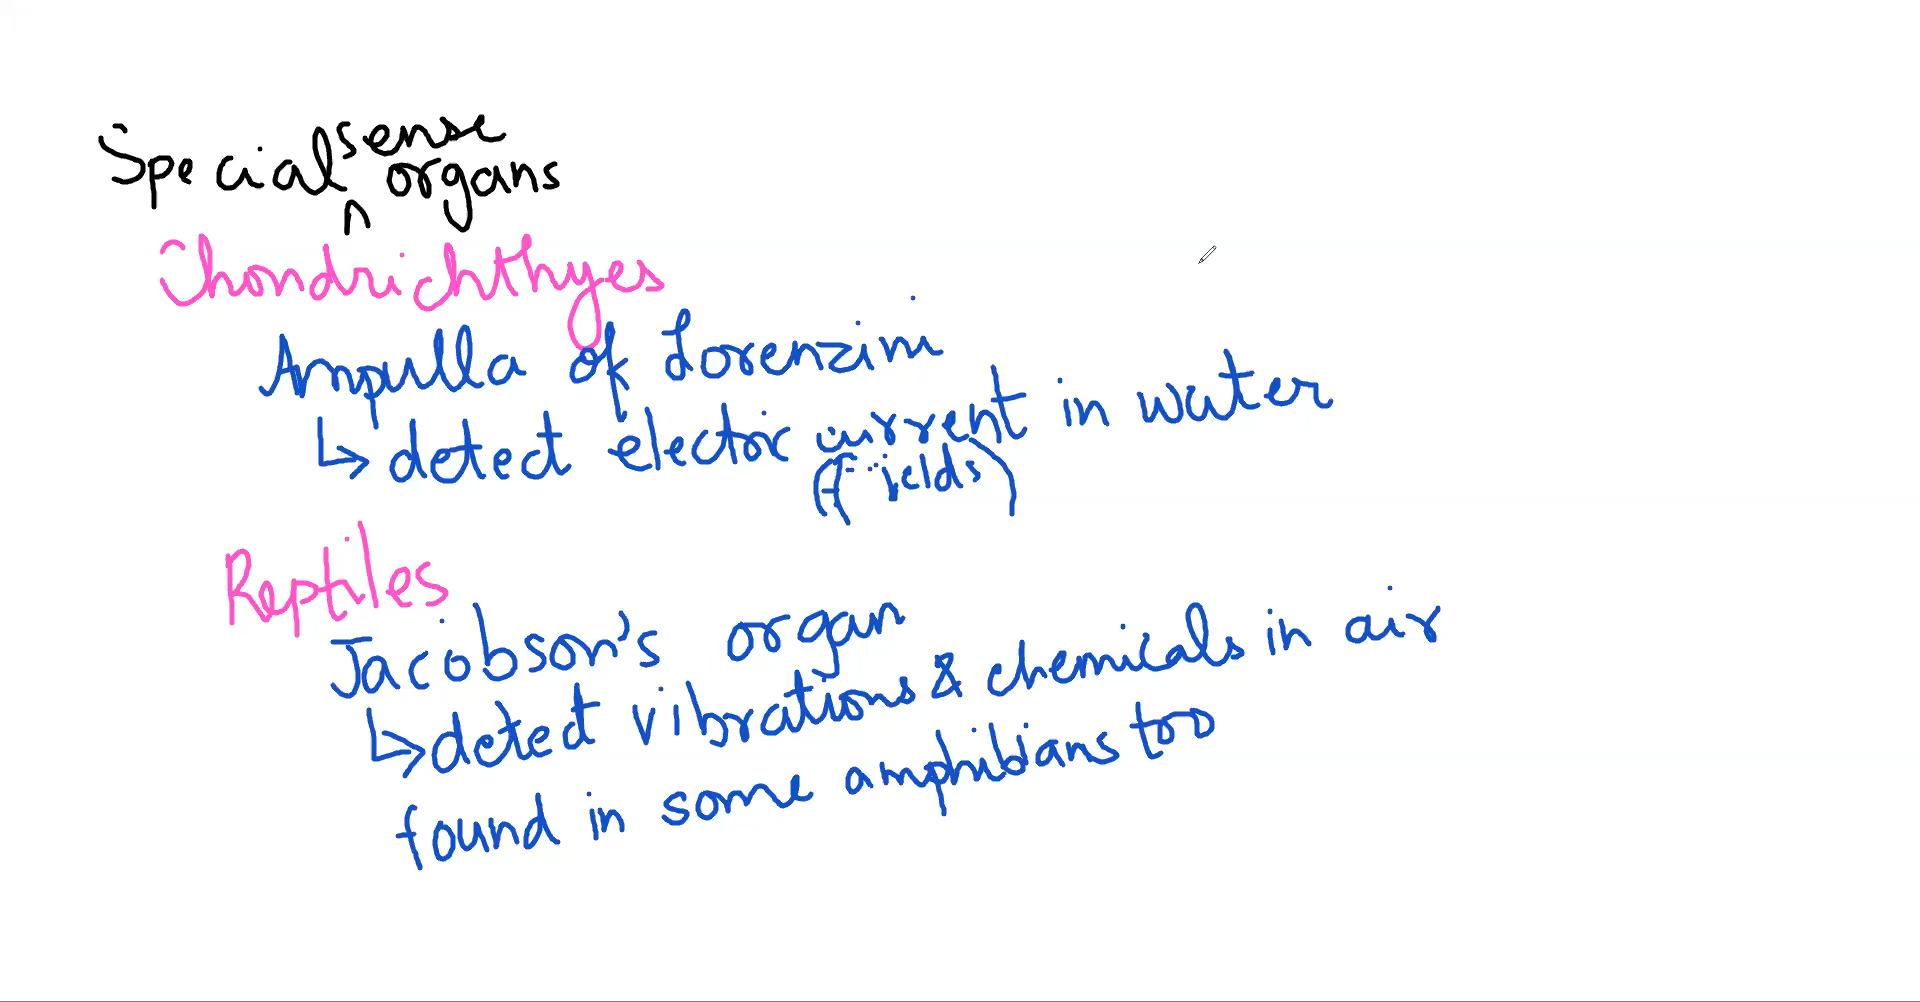 Special sense organs
Chondrichthyes
Ampulla of Lorenzini
↳ detect electric current in water
(fields)
Reptiles
Jacobson's organ
↳ detect vibrations & chemicals in air
found in some amphibians too